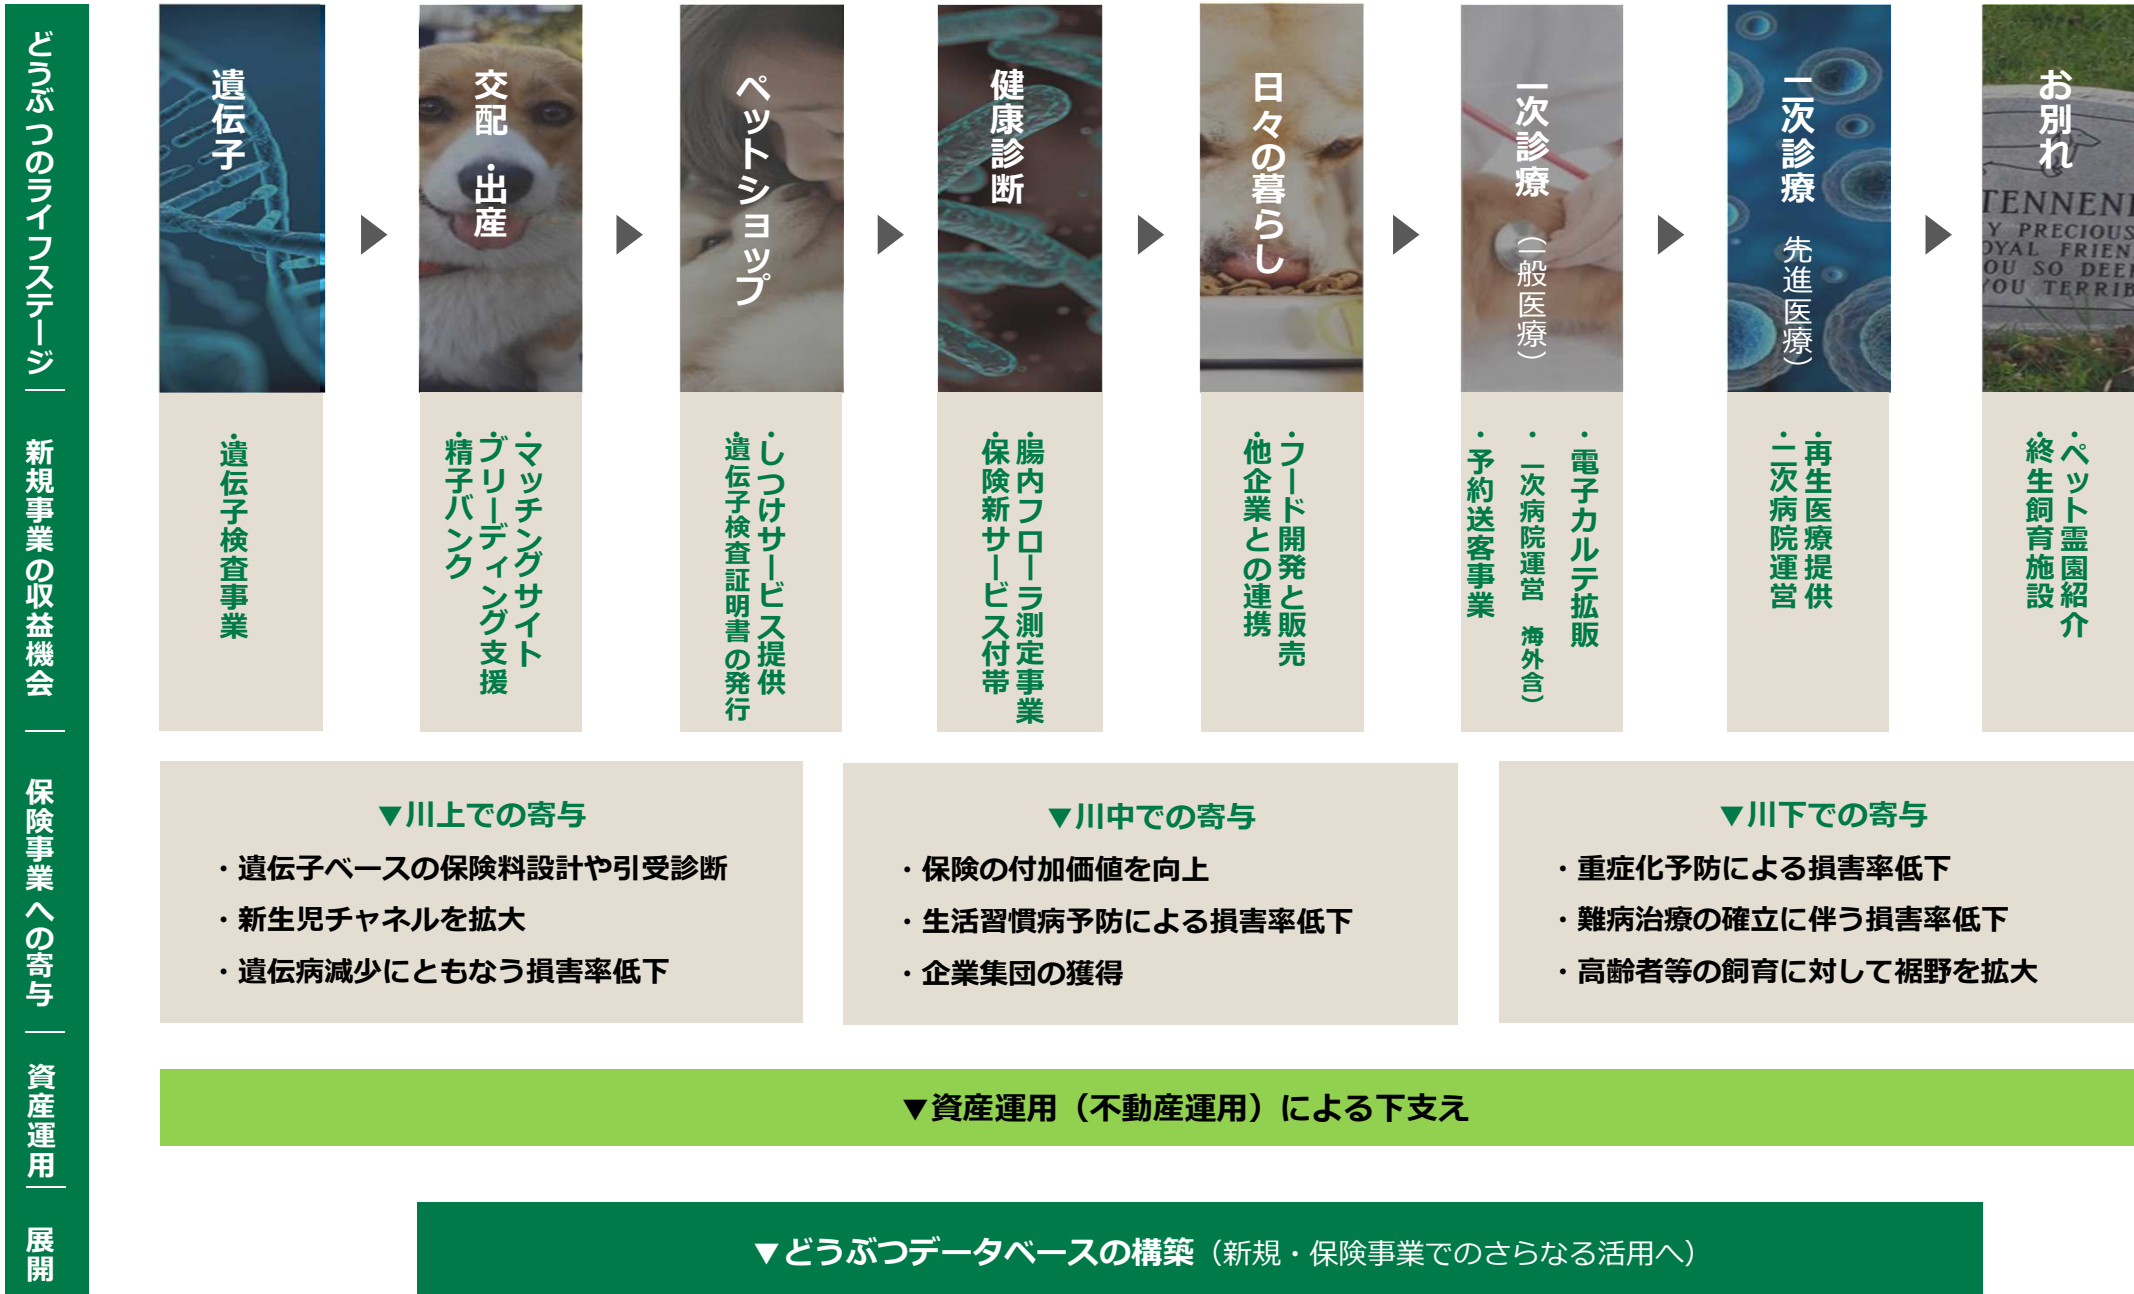 どうぶつのライフステージ
新規事業の収益機会
保険事業への寄与
資産運用
展開
遺伝子
交配・出産
ペットショップ
健康診断
日々の暮らし
一次診療(一般医療)
二次診療 先進医療)
お別れ
TENNEN
Y PRECIOUS
OYAL FRIEN
OU SO DEE
YOU TERRIB
・遺伝子検査事業
・マッチングサイト
・ブリーディング支援
・精子バンク
・しつけサービス提供
・遺伝子検査証明書の発行
・腸内フローラ測定事業
・保険新サービス付帯
・フード開発と販売
・他企業との連携
・電子カルテ拡販
・一次病院運営 海外含)
・予約送客事業
・再生医療提供
・二次病院運営
・ペット霊園紹介
・終生飼育施設
▼川上での寄与
・遺伝子ベースの保険料設計や引受診断
・新生児チャネルを拡大
・遺伝病減少にともなう損害率低下
▼川中での寄与
・保険の付加価値を向上
・生活習慣病予防による損害率低下
・企業集団の獲得
▼川下での寄与
・重症化予防による損害率低下
・難病治療の確立に伴う損害率低下
・高齢者等の飼育に対して裾野を拡大
▼資産運用（不動産運用）による下支え
▼どうぶつデータベースの構築（新規・保険事業でのさらなる活用へ）